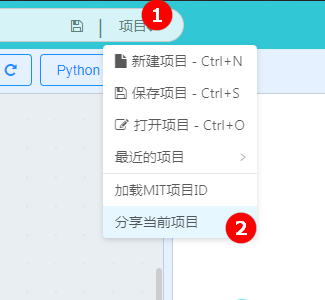 项目
1
Python
新建项目 - Ctrl+N
保存项目 - Ctrl+S
打开项目 - Ctrl+O
最近的项目
加载MIT项目ID
分享当前项目
2